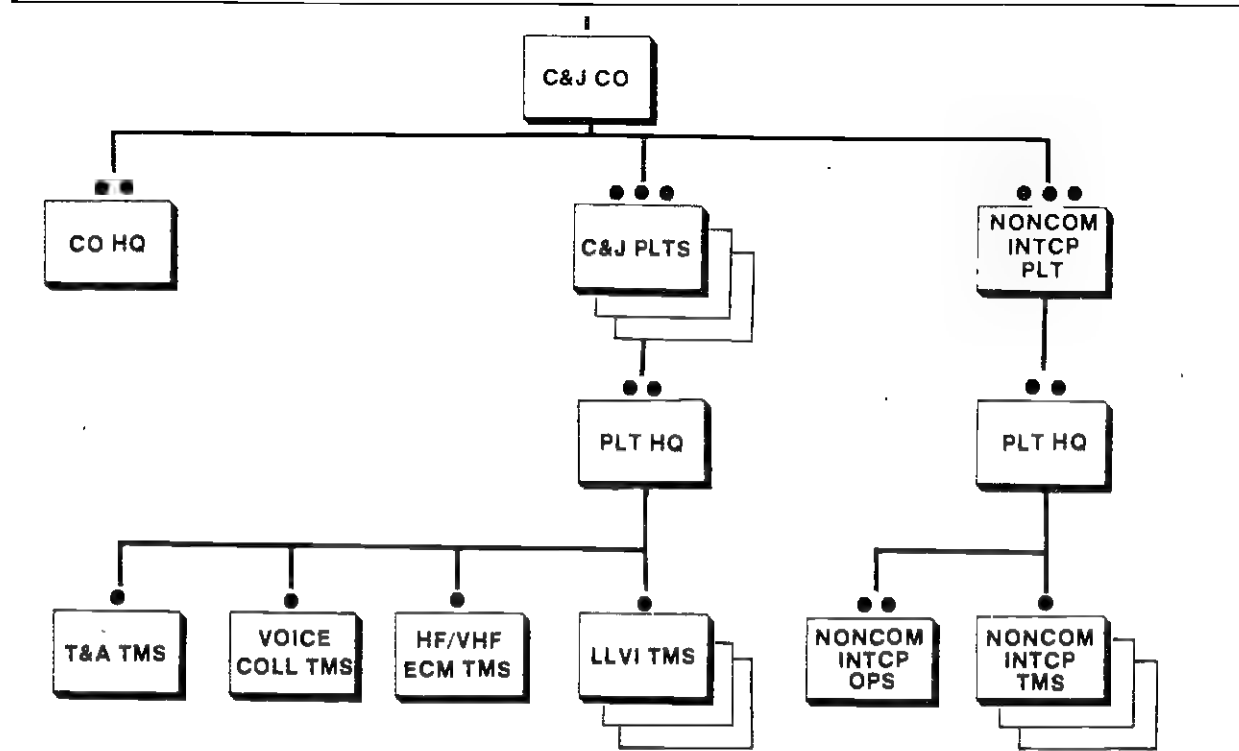 C&J CO
CO HQ
C&J PLTS
NONCOM
INTCP
PLT
PLT HQ
PLT HQ
T&A TMS
VOICE
COLL TMS
HF/VHF
ECM TMS
LLVI TMS
NONCOM
INTCP
OPS
NONCOM
INTCP
TMS